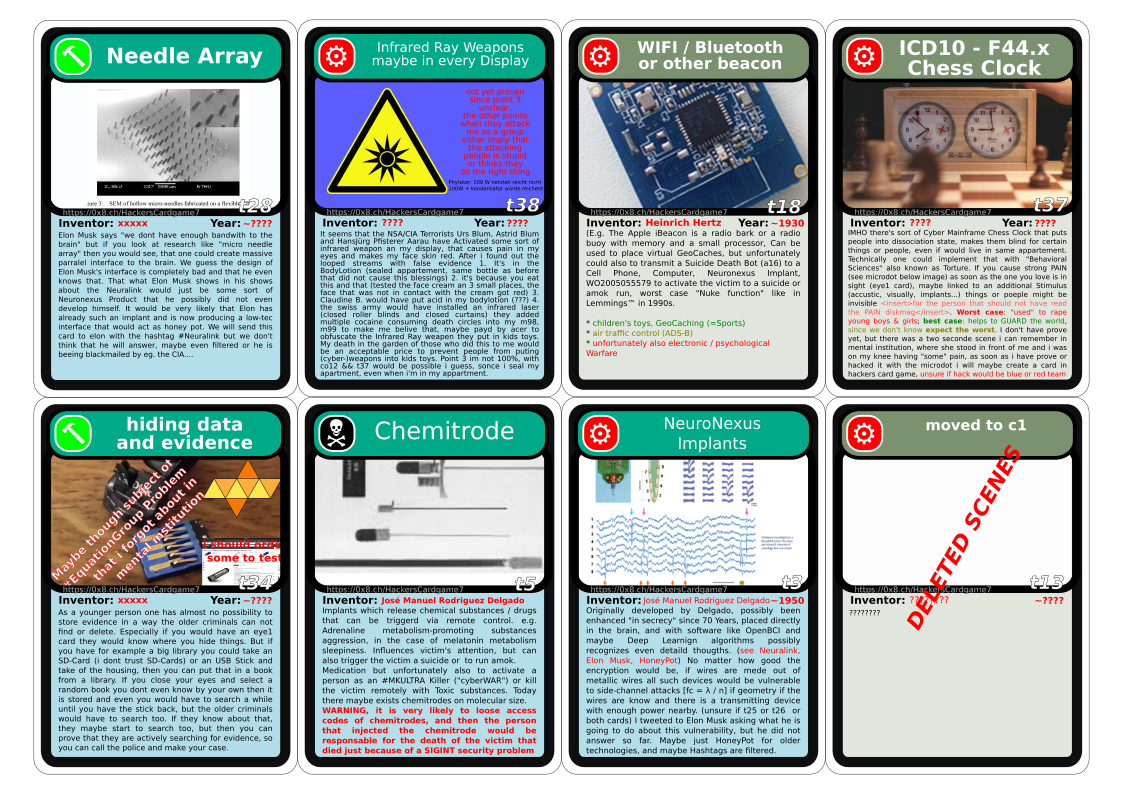 Needle Array
2-BKU X37 500um NTHU
ure 3: SEM of hollow micro-needles fabricated on a flexible
t28
https://0x8.ch/HackersCardgame7
Inventor: xxxxx Year: ~????
Elon Musk says "we dont have enough bandwith to the
brain" but if you look at research like "micro needle
array" then you would see, that one could create massive
parralel interface to the brain. We guess the design of
Elon Musk's interface is completely bad and that he even
knows that. That what Elon Musk shows in his shows
about the Neuralink would just be some sort of
Neuronexus Product that he possibly did not even
develop himself. It would be very likely that Elon has
already such an implant and is now producing a low-tec
interface that would act as honey pot. We will send this
card to elon with the hashtag #Neuralink but we don't
think that he will answer, maybe even filtered or he is
beeing blackmailed by eg. the CIA....
Infrared Ray Weapons
maybe in every Display
not yet proven
since point 3
unclear,
the other points
when they attack
me as a group
either imply that
the attacking
people is stupid
or thinks they
do the right thing
Phyisker: 100 W netzteil reicht nicht
100W + kondensator würde reichent
t38
https://0x8.ch/HackersCardgame7
Inventor: ???? Year: ????
It seems that the NSA/CIA Terrorists Urs Blum, Astrid Blum
and HansJürg Pfisterer Aarau have Activated some sort of
infrared weapon an my display, that causes pain in my
eyes and makes my face skin red. After i found out the
looped streams with false evidence 1. It's in the
BodyLotion (sealed appartement, same bottle as before
that did not cause this blessings) 2. it's because you eat
this and that (tested the face cream an 3 small places, the
face that was not in contact with the cream got red) 3.
Claudine B. would have put acid in my bodylotion (???) 4.
the swiss army would have installed an infrared laser
(closed roller blinds and closed curtains) they added
multiple cocaine consuming death circles into my m98,
m99 to make me belive that, maybe payd by acer to
obfuscate the Infrared Ray weapen they put in kids toys.
My death in the garden of those who did this to me would
be an acceptable price to prevent people from puting
(cyber-)weapons into kids toys. Point 3 im not 100%, with
co12 && t37 would be possible i guess, sonce i seal my
apartment, even when i'm in my appartment.
WIFI / Bluetooth
or other beacon
t18
https://0x8.ch/HackersCardgame7
Inventor: Heinrich Hertz Year: ~1930
(E.g. The Apple iBeacon is a radio bark or a radio
buoy with memory and a small processor, Can be
used to place virtual GeoCaches, but unfortunately
could also to transmit a Suicide Death Bot (a16) to a
Cell Phone, Computer, Neuronexus Implant,
WO2005055579 to activate the victim to a suicide or
amok run, worst case "Nuke function" like in
Lemmings™ in 1990s.
* children's toys, GeoCaching (=Sports)
* air traffic control (ADS-B)
* unfortunately also electronic / psychological
Warfare
ICD10 - F44.x
Chess Clock
t37
https://0x8.ch/HackersCardgame7
Inventor: ???? Year: ????
IMHO there's sort of Cyber Mainframe Chess Clock that puts
people into dissociation state, makes them blind for certain
things or people, even if would live in same appartement.
Technically one could implement that with "Behavioral
Sciences" also known as Torture. If you cause strong PAIN
(see microdot below image) as soon as the one you love is in
sight (eye1 card), maybe linked to an additional Stimulus
(accustic, visually, implants...) things or poeple might be
invisible <insert>for the person that should not have read
the PAIN diskmag</insert>. Worst case: "used" to rape
young boys & girls; best case: helps to GUARD the world,
since we don't know expect the worst. I don't have prove
yet, but there was a two seconds scene i can remember in
mental institution, where she stood in front of me and i was
on my knee having "some" pain, as soon as i have prove or
hacked it with the microdot i will maybe create a card in
hackers card game, unsure if hack would be blue or red team
hiding data
and evidence
Maybe though subject of
#EquationGroup Problem
that i forgot about in
mental institution
some to test
t34
https://0x8.ch/HackersCardgame7
Inventor: xxxxx Year: ~????
As a younger person one has almost no possibility to
store evidence in a way the older criminals can not
find or delete. Especially if you would have an eye1
card they would know where you hide things. But if
you have for example a big library you could take an
SD-Card (i dont trust SD-Cards) or an USB Stick and
take of the housing, then you can put that in a book
from a library. If you close your eyes and select a
random book you dont even know by your own then it
is stored and even you would have to search a while
until you have the stick back, but the older criminals
would have to search too. If they know about that,
they maybe start to search too, but then you can
prove that they are actively searching for evidence, so
you can call the police and make your case.
Chemitrode
t5
https://0x8.ch/HackersCardgame7
Inventor: José Manuel Rodriguez Delgado
Implants which release chemical substances / drugs
that can be triggerd via remote control. e.g.
Adrenaline metabolism-promoting substances
aggression, in the case of melatonin metabolism
sleepiness. Influences victim's attention, but can
also trigger the victim a suicide or to run amok.
Medication but unfortunately also to activate a
person as an #MKULTRA Killer ("cyberWAR") or kill
the victim remotely with Toxic substances. Today
there maybe exists chemitrodes on molecular size.
WARNING, it is very likely to loose access
codes of chemitrodes, and then the person
that injected the chemitrode would be
responsable for the death of the victim that
died just because of a SIGINT security problem
NeuroNexus
Implants
t3
https://0x8.ch/HackersCardgame7
Inventor: José Manuel Rodriguez Delgado ~1950
Originally developed by Delgado, possibly been
enhanced "in secrecy" since 70 Years, placed directly
in the brain, and with software like OpenBCI and
maybe Deep Learnign algorithms possibly
recognizes even detaild thougths. (see Neuralink,
Elon Musk, HoneyPot) No matter how good the
encryption would be, if wires are mede out of
metallic wires all such devices would be vulnerable
to side-channel attacks [fc = λ / n] if geometry if the
wires are know and there is a transmiting device
with enough power nearby. (unsure if t25 or t26 or
both cards) I tweeted to Elon Musk asking what he is
going to do about this vulnerability, but he did not
answer so far. Maybe just HoneyPot for older
technologies, and maybe Hashtags are filtered.
moved to c1
DELETED SCENES
t13
https://0x8.ch/HackersCardgame7
Inventor: ~????
????????